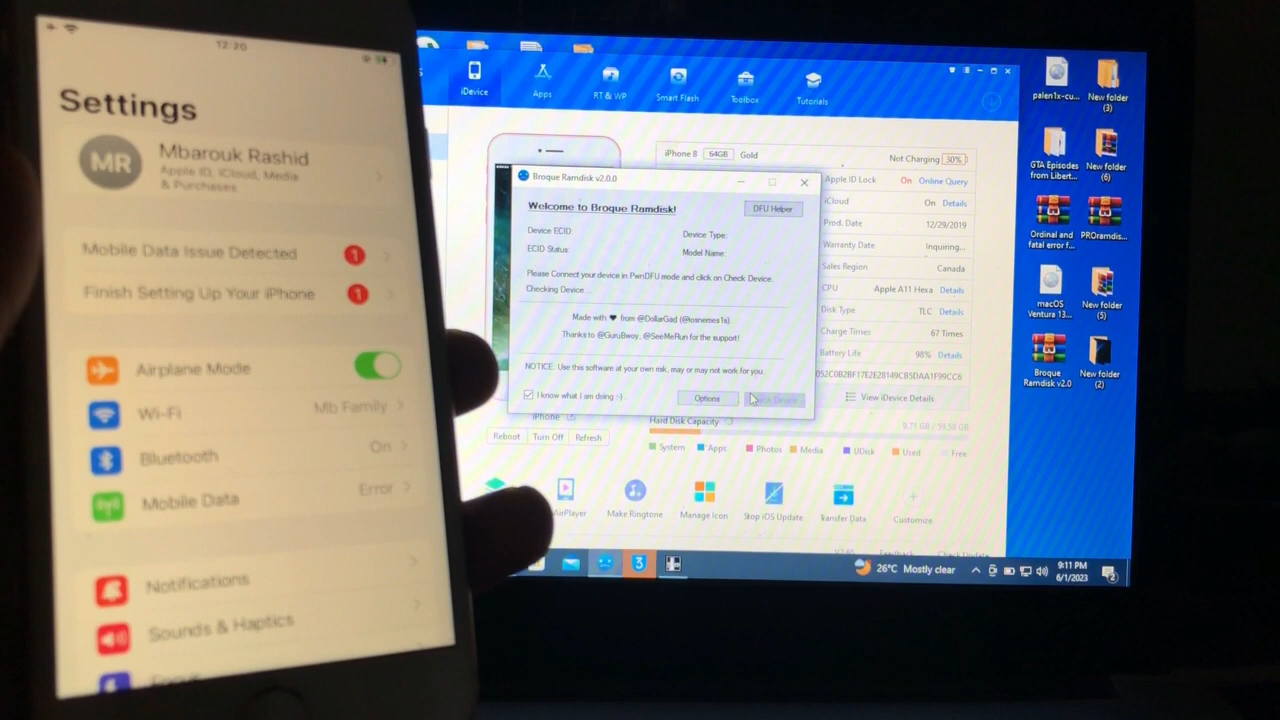 12:20
Settings
MR
Mbarouk Rashid
Apple ID, iCloud, Media
& Purchases
Mobile Data Issue Detected 1
Finish Setting Up Your iPhone 1
Airplane Mode
Wi-Fi Mb Family
Bluetooth On
Mobile Data Error
Notifications
Sounds & Haptics
iDevice
Apps
RT & WP
Smart Flash
Toolbox
Tutorials
iPhone 8 64GB Gold
Not Charging 30%
Apple ID Lock On Online Query
iCloud On Details
Prod. Date 12/29/2019
Warranty Date Inquiring...
Sales Region Canada
CPU Apple A11 Hexa Details
Disk Type TLC Details
Charge Times 67 Times
Battery Life 98% Details
View iDevice Details
Broque Ramdisk v2.0.0
Welcome to Broque Ramdisk!
DFU Helper
Device ECID:
Device Type:
ECID Status:
Model Name:
Please Connect your device in PwnDFU mode and click on Check Device.
Checking Device
Made with ❤ from @DollarGad (@iosnemes1s)
Thanks to @GuruBwoy, @SeeMeRun for the support!
NOTICE: Use this software at your own risk, may or may not work for you.
I know what I am doing :-)
Options
iPhone
Reboot Turn Off Refresh
Hard Disk Capacity
System Apps Photos Media UDisk Used Free
AirPlayer
Make Ringtone
Manage Icon
Stop iOS Update
Transfer Data
Customize
Feedback
Check Update
palen1x-cu...
New folder
(3)
GTA Episodes
from Libert...
New folder
(6)
Ordinal and
fatal error f...
PROramdis...
macOS
Ventura 13...
New folder
(5)
Broque
Ramdisk v2.0
New folder
(2)
3
26°C Mostly clear
9:11 PM
6/1/2023
2